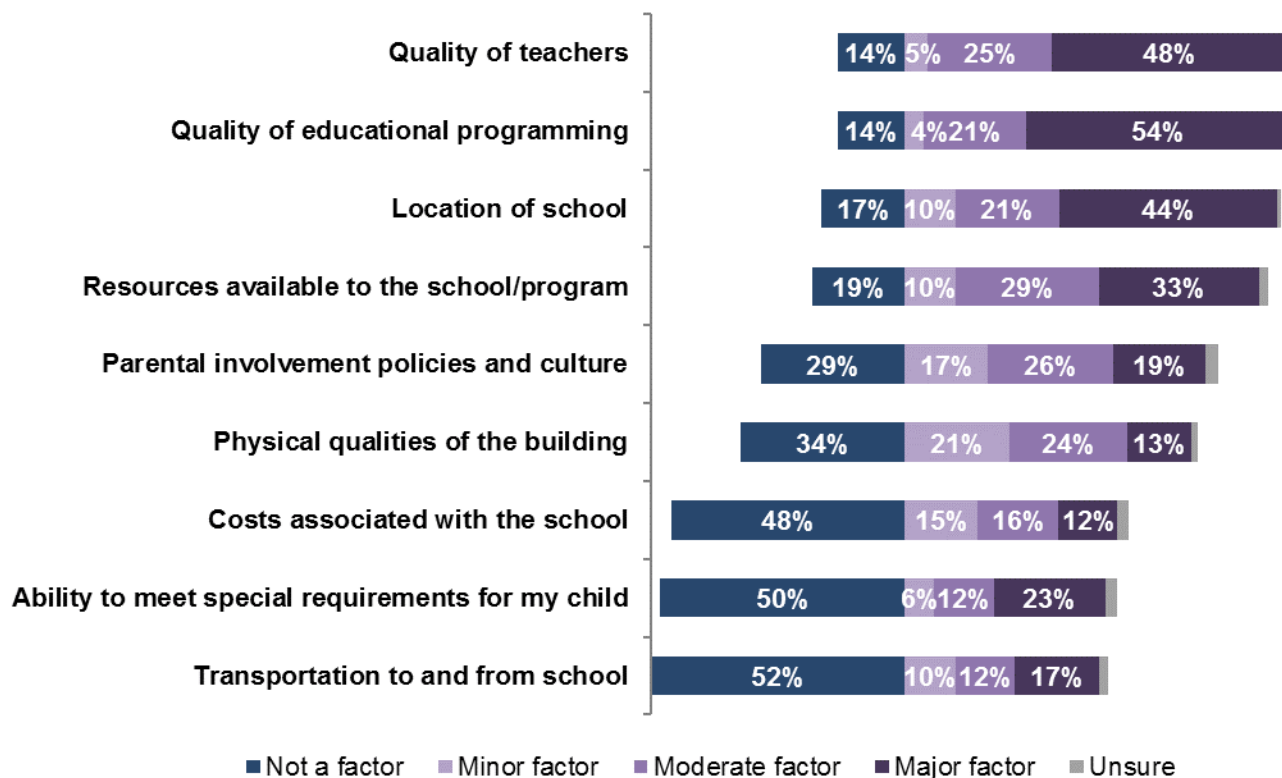 Quality of teachers 14% 5% 25% 48%
Quality of educational programming 14% 4% 21% 54%
Location of school 17% 10% 21% 44%
Resources available to the school/program 19% 10% 29% 33%
Parental involvement policies and culture 29% 17% 26% 19%
Physical qualities of the building 34% 21% 24% 13%
Costs associated with the school 48% 15% 16% 12%
Ability to meet special requirements for my child 50% 6% 12% 23%
Transportation to and from school 52% 10% 12% 17%
Not a factor Minor factor Moderate factor Major factor Unsure